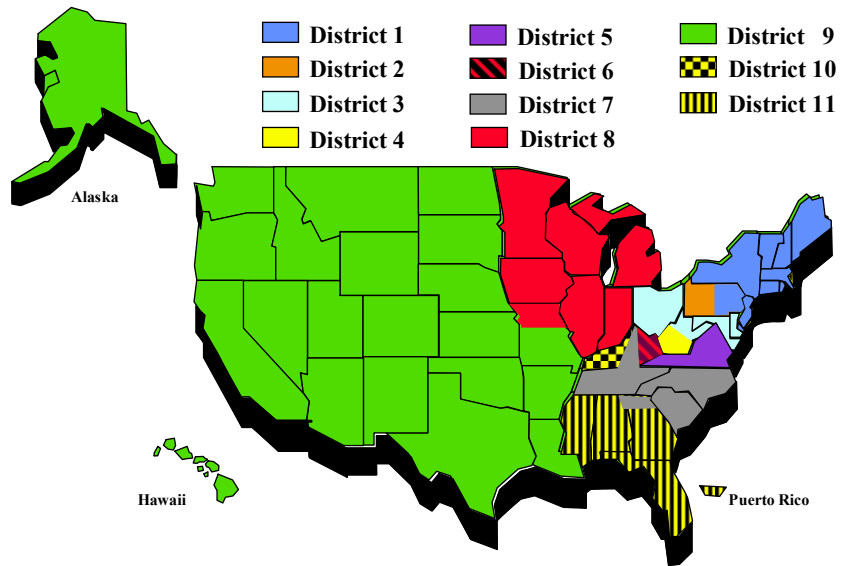 District 1
District 5
District 9
District 2
District 6
District 10
District 3
District 7
District 11
District 4
District 8
Alaska
Hawaii
Puerto Rico